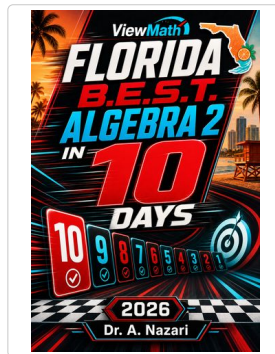 ViewMath
FLORIDA
B.E.S.T.
ALGEBRA 2
IN 10
DAYS
10 9 8 7 6 5 4 3 2 1
2026
Dr. A. Nazari